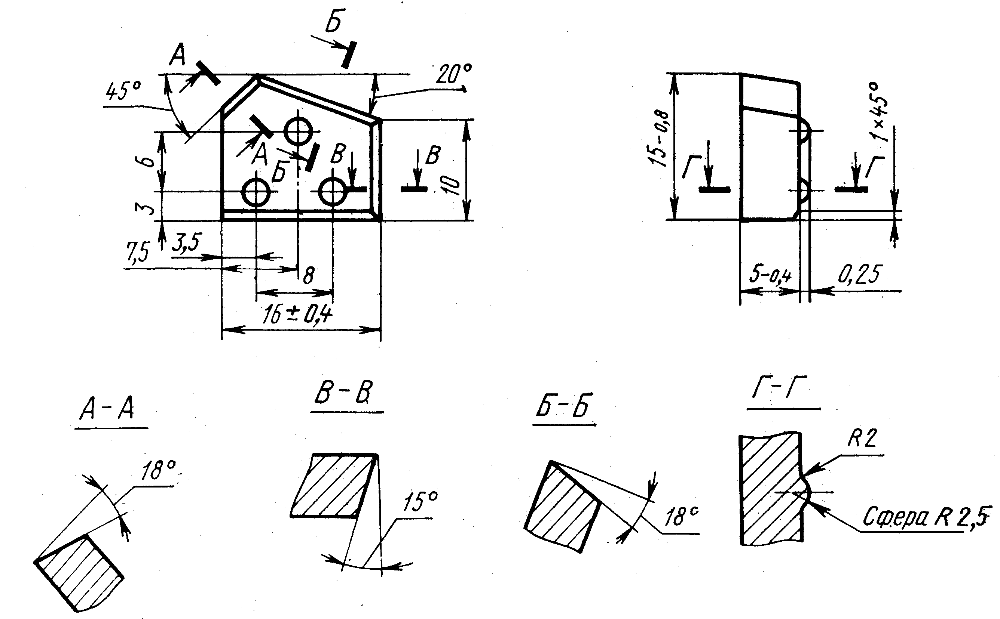 Б
А
20°
45°
А
Б
В
В
6
3
10
3,5
7,5
8
16 ± 0,4
15-0,8
Г
Г
1×45°
5-0,4
0,25
А-А
18°
В-В
15°
Б-Б
18°
Г-Г
R2
Сфера R 2,5